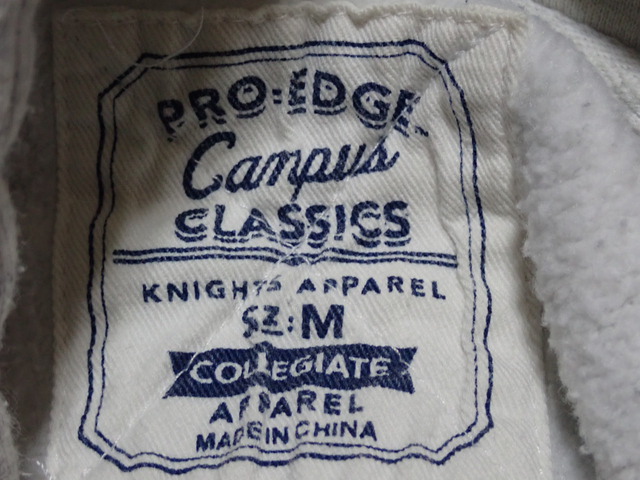 PRO-EDGE
Campus
CLASSICS
KNIGHTS APPAREL
SZ: M
COLLEGIATE
APPAREL
MADE IN CHINA